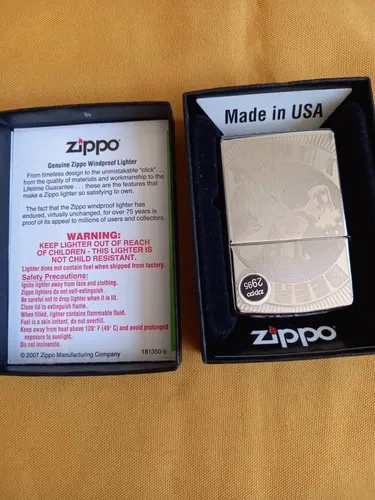 zippo
Genuine Zippo Windproof Lighter
From timeless design to the unmistakable "click"...
from the quality of materials and workmanship to the
Lifetime Guarantee . . . these are the features that
make a Zippo lighter so satisfying to own.
The fact that the Zippo windproof lighter has
endured, virtually unchanged, for over 75 years is
proof of its appeal to millions of users and collectors.
WARNING:
KEEP LIGHTER OUT OF REACH
OF CHILDREN - THIS LIGHTER IS
NOT CHILD RESISTANT.
Lighter does not contain fuel when shipped from factory.
Safety Precautions:
Ignite lighter away from face and clothing.
Zippo lighters do not self-extinguish.
Be careful not to drop lighter when it is lit.
Close lid to extinguish flame.
When filled, lighter contains flammable fluid.
Fuel is a skin irritant, do not overfill.
Keep away from heat above 120° F (49° C) and avoid prolonged
exposure to sunlight.
Do not incinerate.
© 2007 Zippo Manufacturing Company
181350-b
Made in USA
zippo
2995
zippo